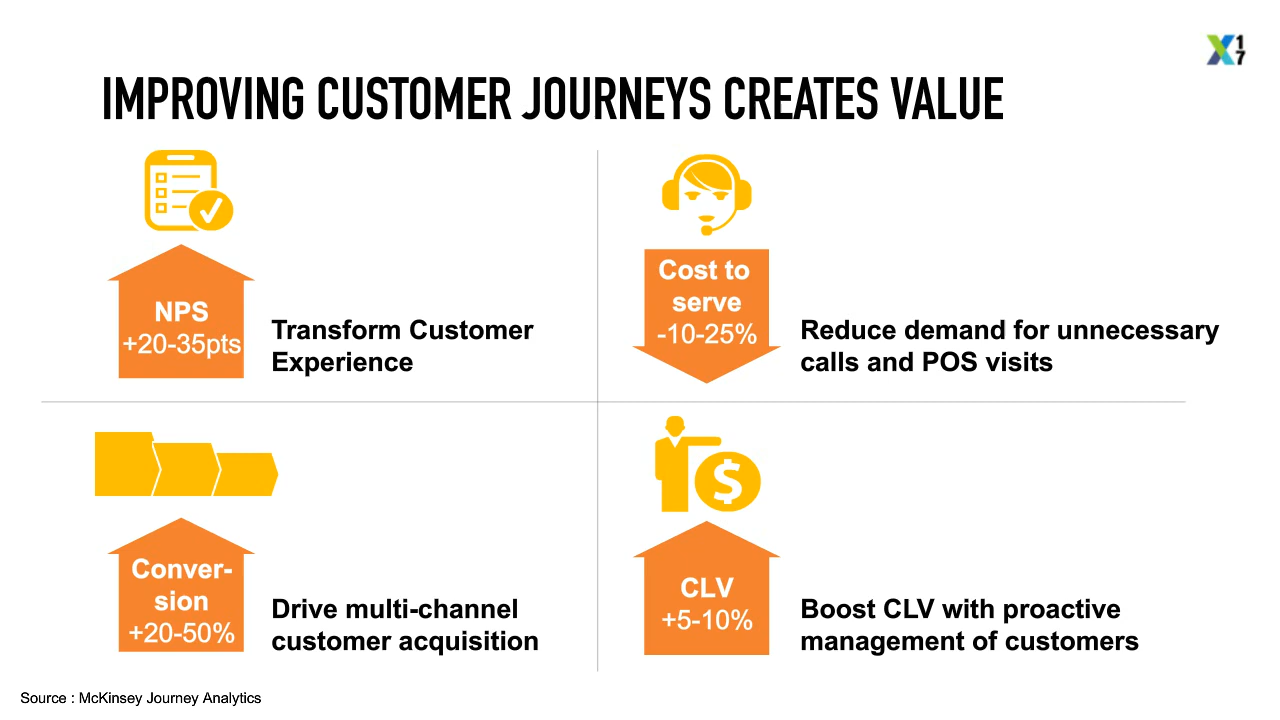 X17
IMPROVING CUSTOMER JOURNEYS CREATES VALUE
NPS
+20-35pts
Transform Customer
Experience
Cost to
serve
-10-25%
Reduce demand for unnecessary
calls and POS visits
Conver-
sion
+20-50%
Drive multi-channel
customer acquisition
$
CLV
+5-10%
Boost CLV with proactive
management of customers
Source : McKinsey Journey Analytics